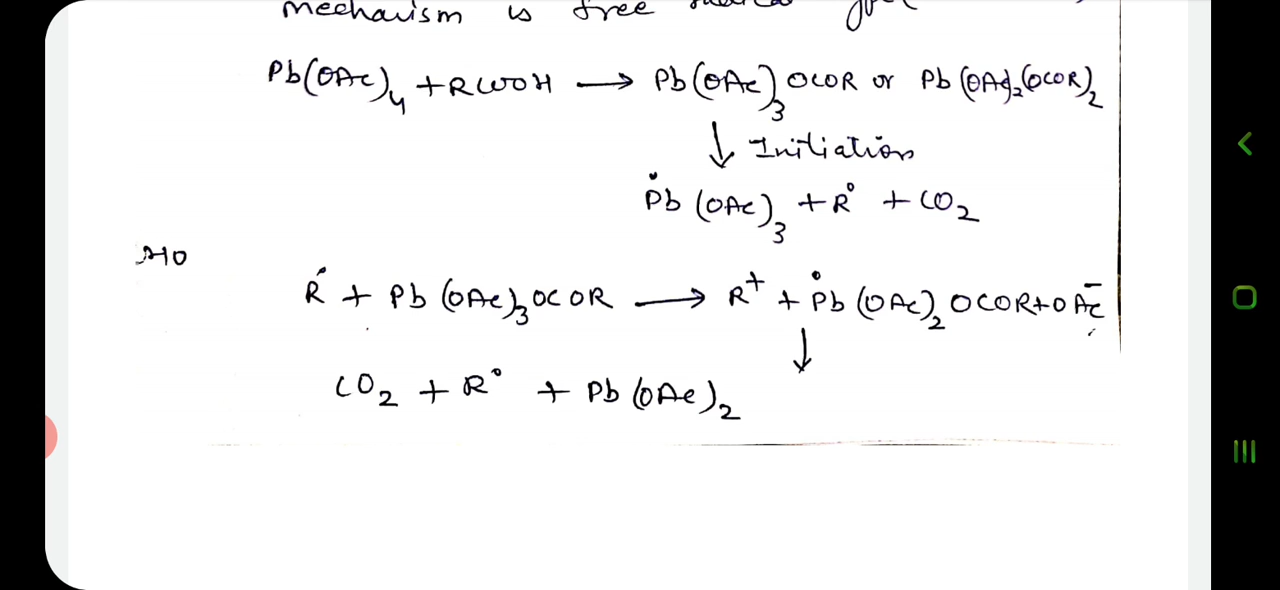 mechanism is free
Pb(OAc)₄ + RCOOH ⟶ Pb(OAc)₃OCOR or Pb(OAc)₂(OCOR)₂
↓ Initiation
Ṗb(OAc)₃ + R° + CO₂
Ṙ + Pb(OAc)₃OCOR ⟶ R⁺ + Ṗb(OAc)₂OCOR + OAc⁻
↓
CO₂ + R° + Pb(OAc)₂